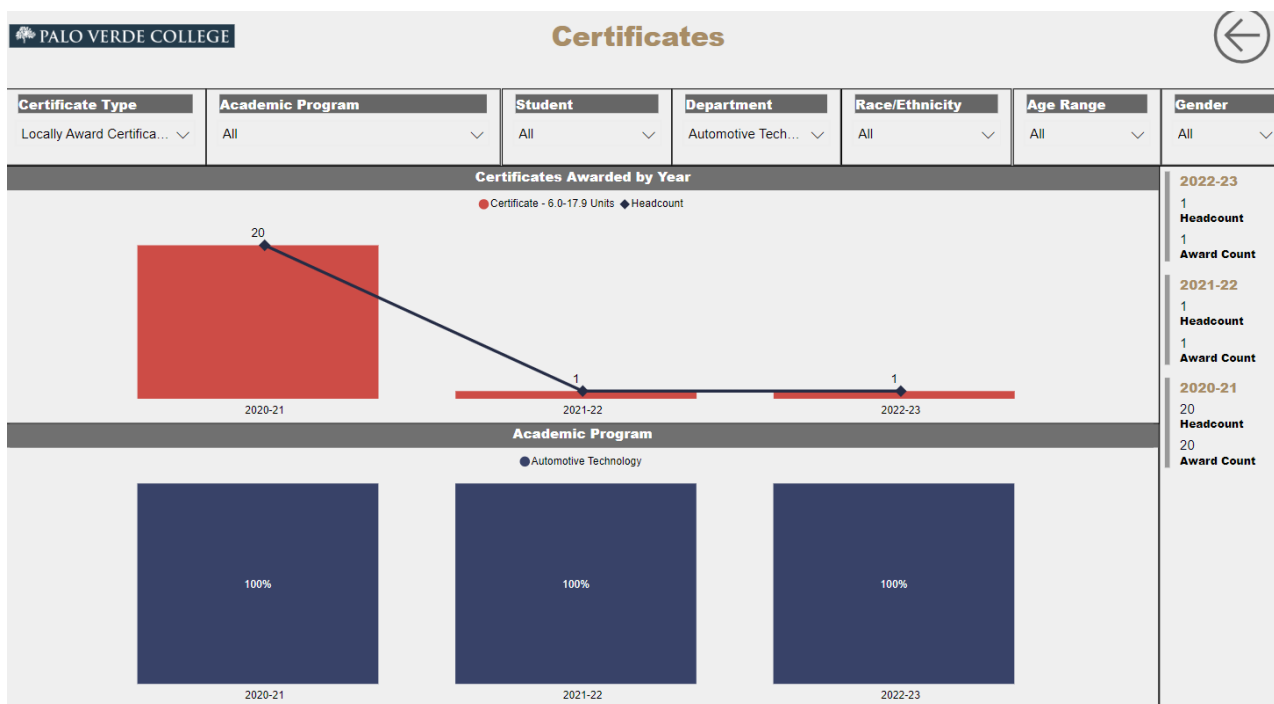 PALO VERDE COLLEGE
Certificates
Certificate Type
Locally Award Certifica...
Academic Program
All
Student
All
Department
Automotive Tech...
Race/Ethnicity
All
Age Range
All
Gender
All
Certificates Awarded by Year
Certificate - 6.0-17.9 Units Headcount
20
1
1
2020-21
2021-22
2022-23
Academic Program
Automotive Technology
100%
100%
100%
2020-21
2021-22
2022-23
2022-23
1
Headcount
1
Award Count
2021-22
1
Headcount
1
Award Count
2020-21
20
Headcount
20
Award Count